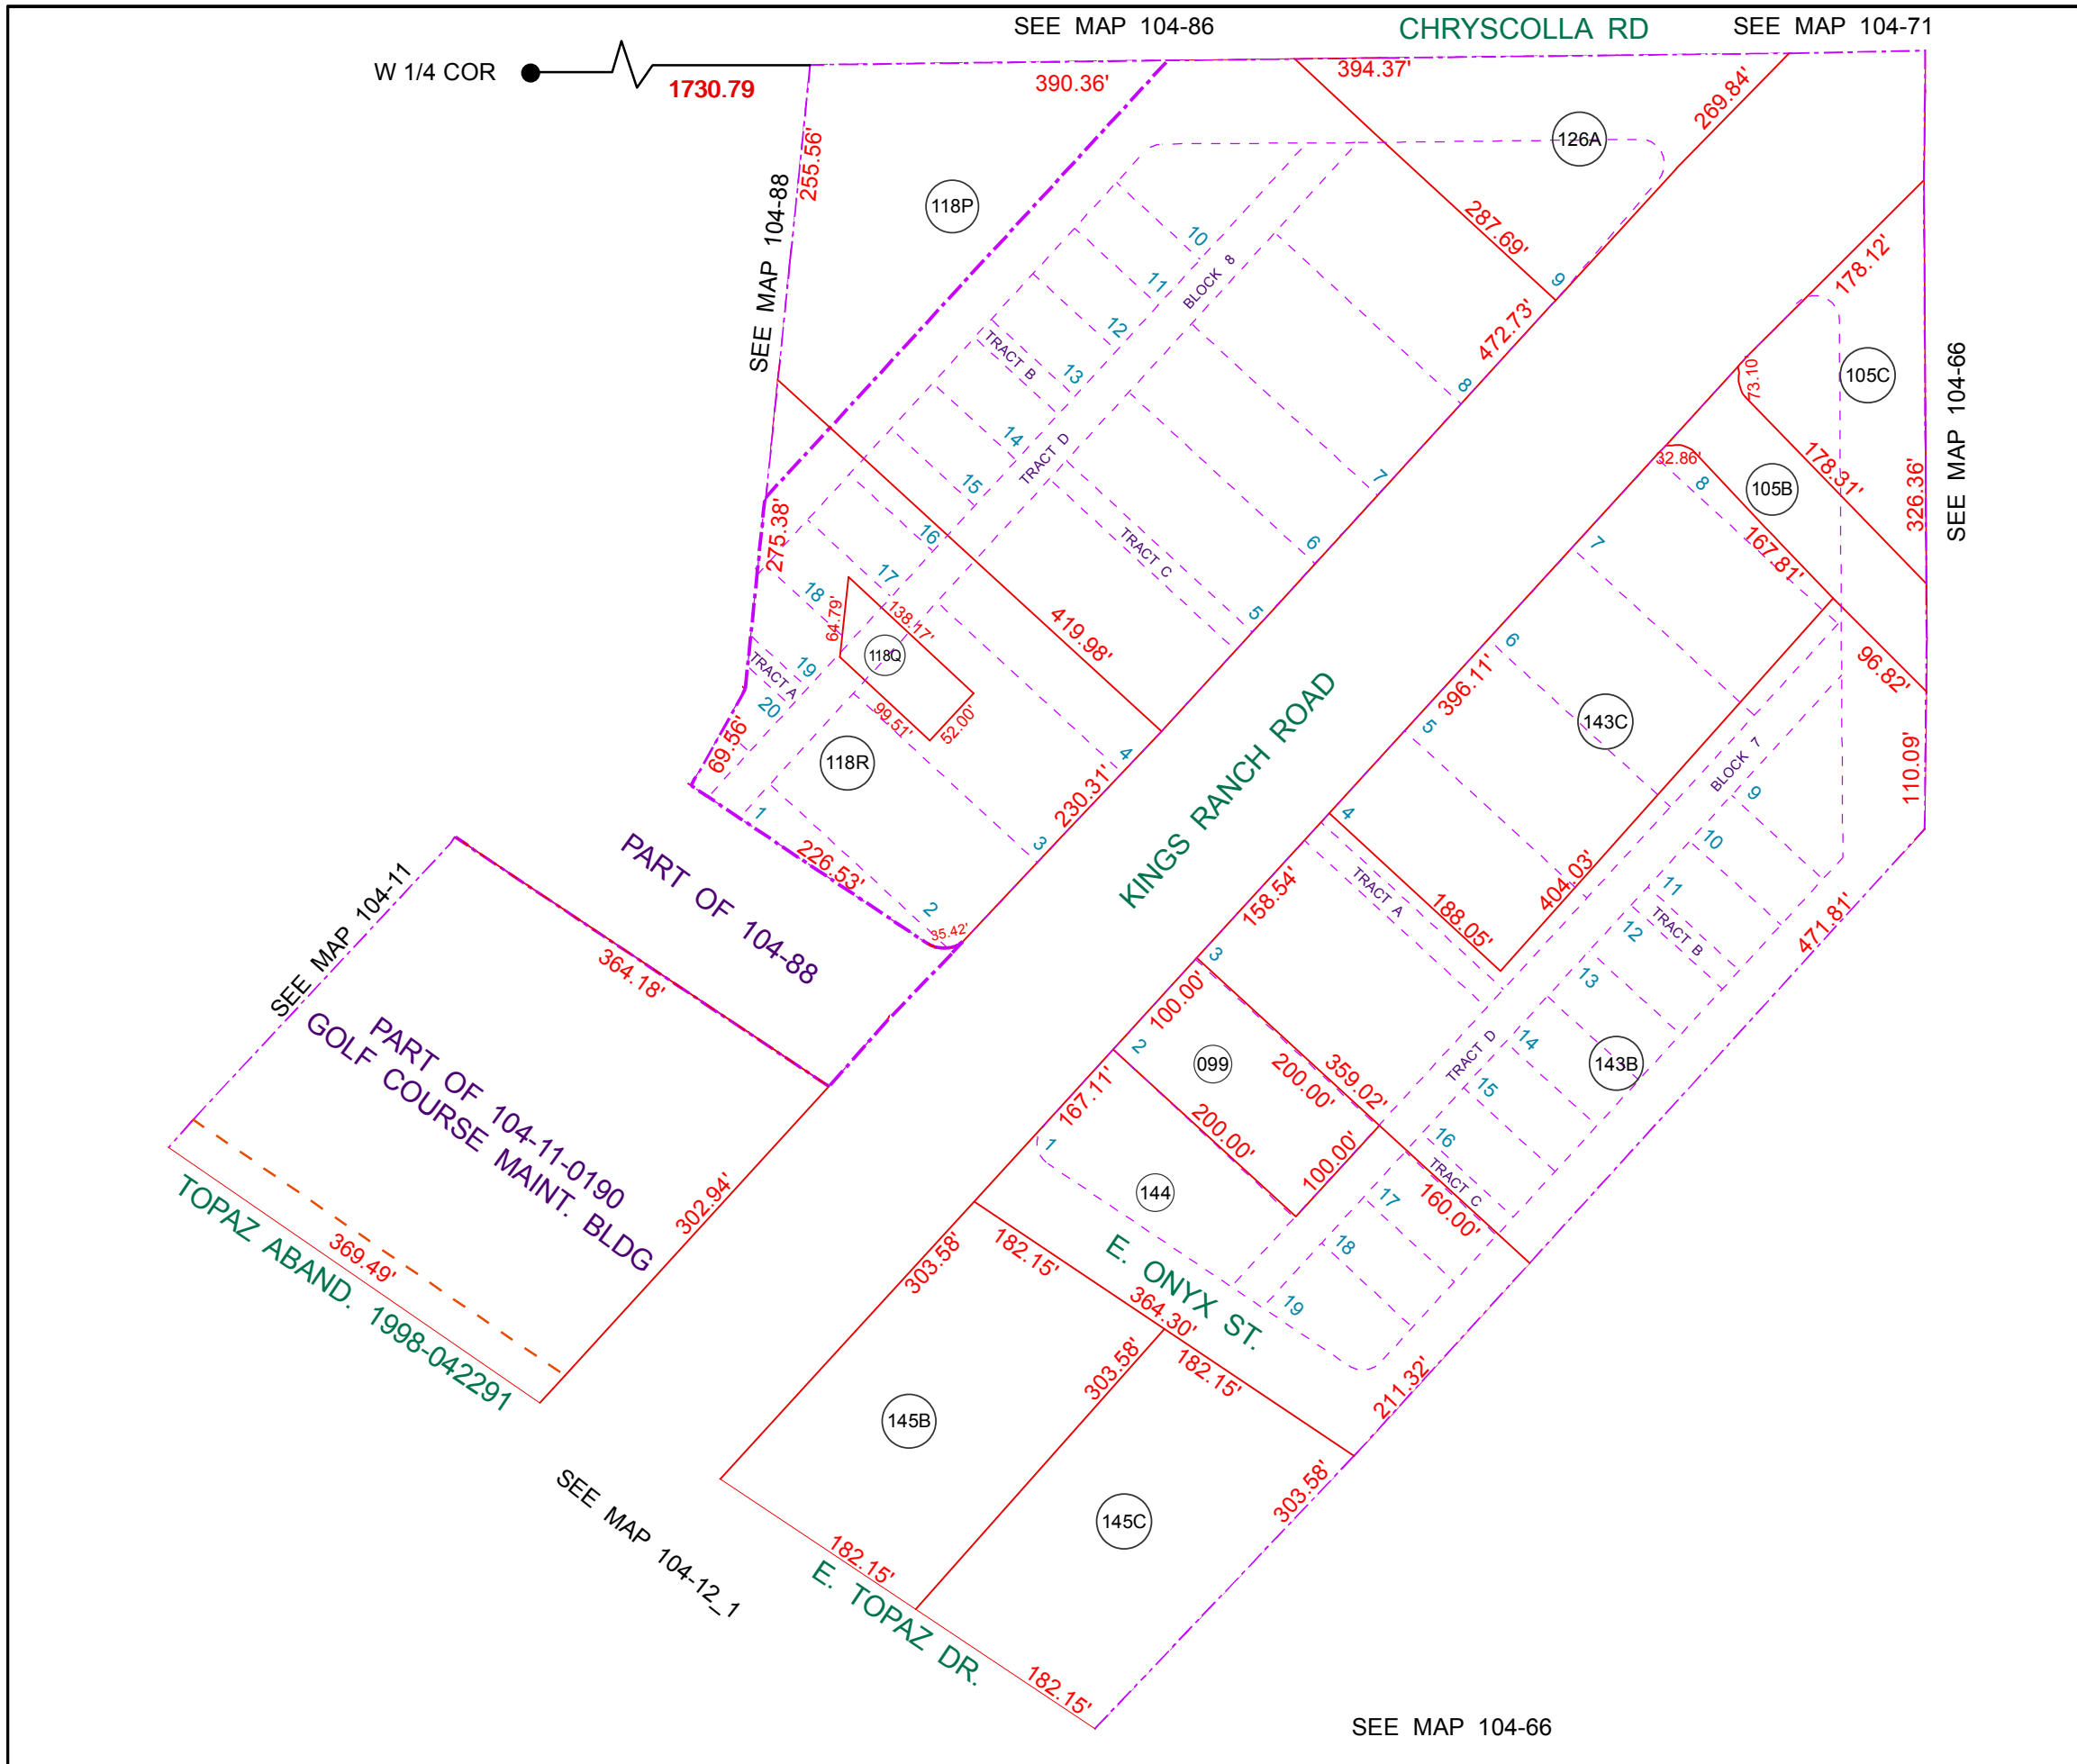 SEE MAP 104-86
CHRYSCOLLA RD
SEE MAP 104-71
W 1/4 COR
1730.79
390.36'
394.37'
269.84'
255.56'
SEE MAP 104-88
118P
126A
287.69'
9
472.73'
178.12'
105C
73.10
178.31'
326.36'
SEE MAP 104-66
10
11
BLOCK 8
12
TRACT B
13
14
TRACT D
15
16
8
7
6
TRACT C
5
275.38'
17
18
64.79'
138.17'
118Q
99.51'
52.00'
419.98'
TRACT A
19
20
69.56'
118R
4
230.31'
3
1
226.53'
2
35.42'
32.86'
8
105B
167.81'
96.82'
110.09'
7
6
396.11'
5
143C
4
BLOCK 7
9
10
11
TRACT B
12
13
471.81'
404.03'
188.05'
TRACT A
158.54'
3
KINGS RANCH ROAD
PART OF 104-88
SEE MAP 104-11
364.18'
PART OF 104-11-0190
GOLF COURSE MAINT. BLDG
302.94'
369.49'
TOPAZ ABAND. 1998-042291
100.00'
099
2
200.00'
359.02'
200.00'
100.00'
167.11'
1
144
TRACT D
14
143B
15
16
TRACT C
17
160.00'
18
19
E. ONYX ST.
303.58'
182.15'
364.30'
182.15'
303.58'
211.32'
145B
145C
303.58'
SEE MAP 104-12_1
182.15'
E. TOPAZ DR.
182.15'
SEE MAP 104-66